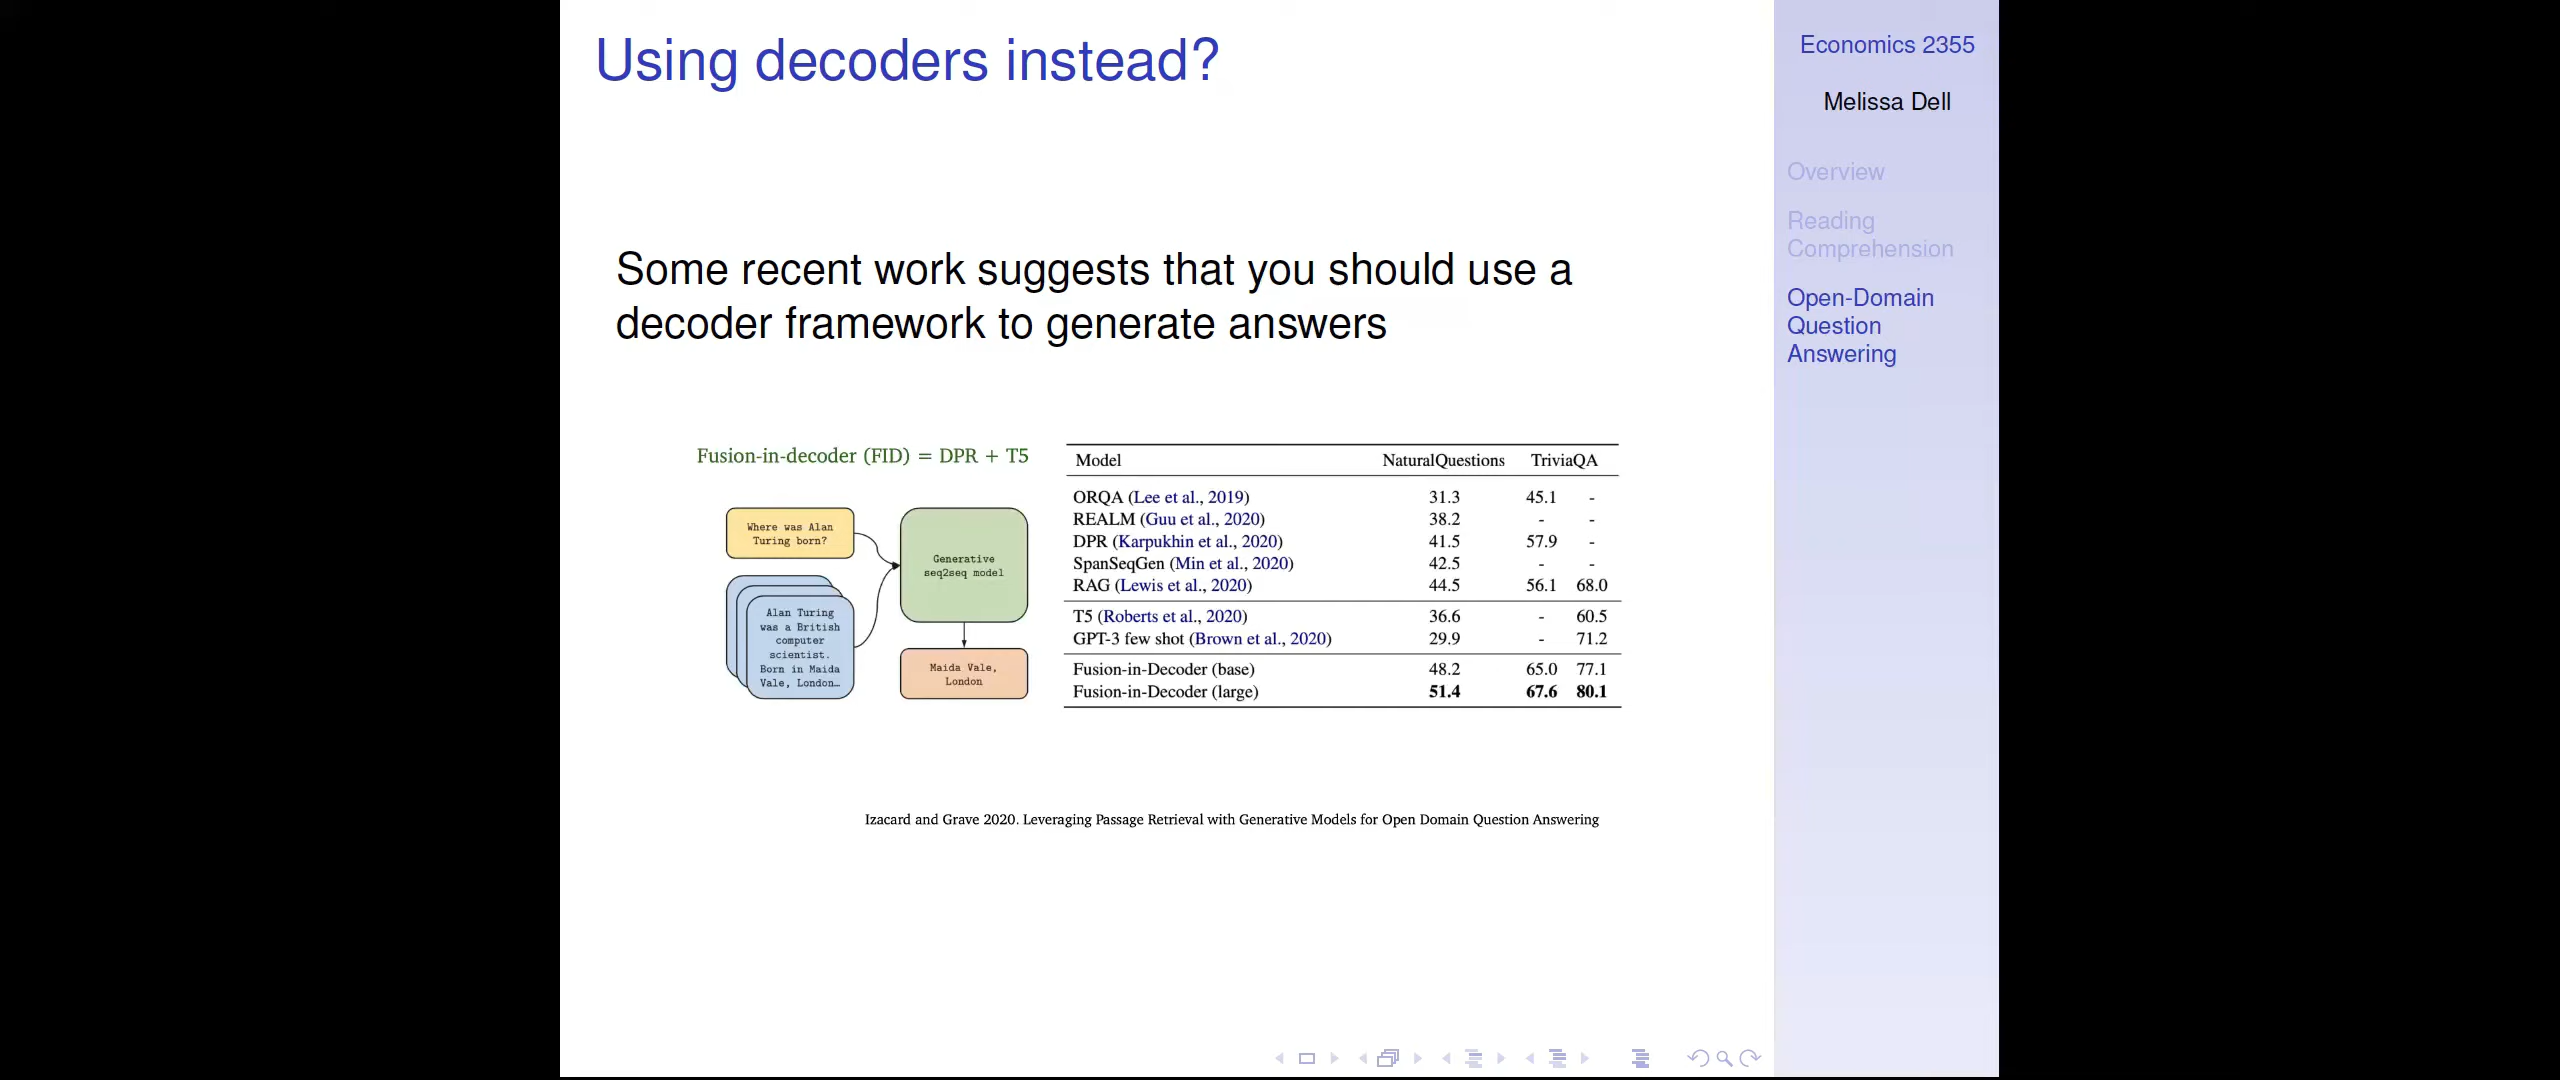 Using decoders instead?
Some recent work suggests that you should use a
decoder framework to generate answers
Fusion-in-decoder (FID) = DPR + T5
Where was Alan
Turing born?
Alan Turing
was a British
computer
scientist.
Born in Maida
Vale, London…
Generative
seq2seq model
Maida Vale,
London
Model NaturalQuestions TriviaQA
ORQA (Lee et al., 2019) 31.3 45.1 -
REALM (Guu et al., 2020) 38.2 - -
DPR (Karpukhin et al., 2020) 41.5 57.9 -
SpanSeqGen (Min et al., 2020) 42.5 - -
RAG (Lewis et al., 2020) 44.5 56.1 68.0
T5 (Roberts et al., 2020) 36.6 - 60.5
GPT-3 few shot (Brown et al., 2020) 29.9 - 71.2
Fusion-in-Decoder (base) 48.2 65.0 77.1
Fusion-in-Decoder (large) 51.4 67.6 80.1
Izacard and Grave 2020. Leveraging Passage Retrieval with Generative Models for Open Domain Question Answering
Economics 2355
Melissa Dell
Overview
Reading
Comprehension
Open-Domain
Question
Answering